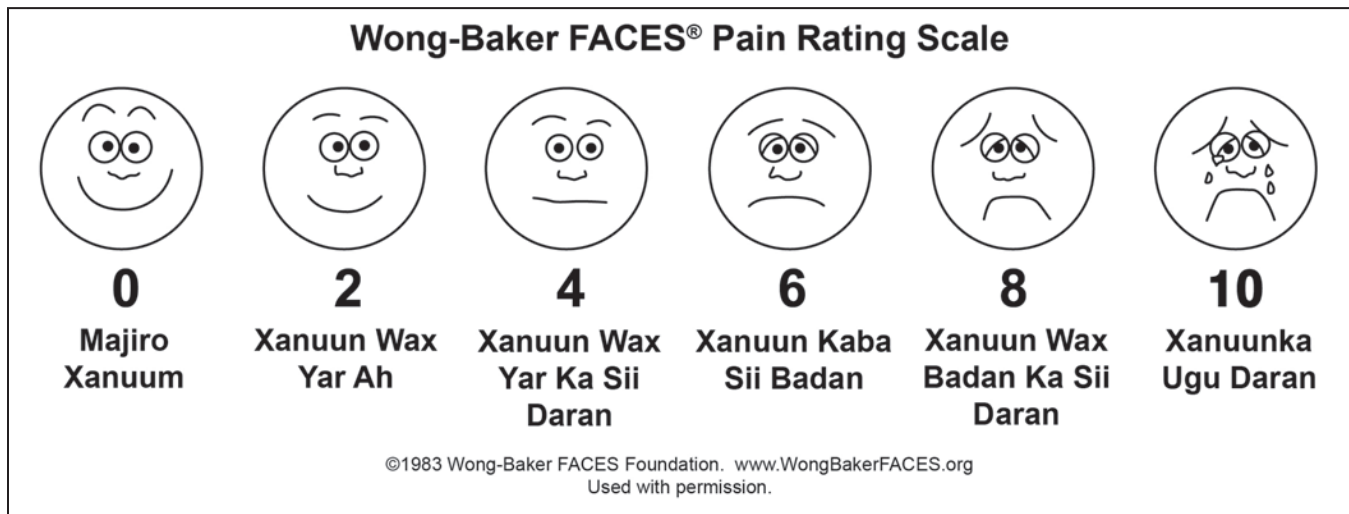 Wong-Baker FACES® Pain Rating Scale
0
Majiro
Xanuum
2
Xanuun Wax
Yar Ah
4
Xanuun Wax
Yar Ka Sii
Daran
6
Xanuun Kaba
Sii Badan
8
Xanuun Wax
Badan Ka Sii
Daran
10
Xanuunka
Ugu Daran
©1983 Wong-Baker FACES Foundation. www.WongBakerFACES.org
Used with permission.